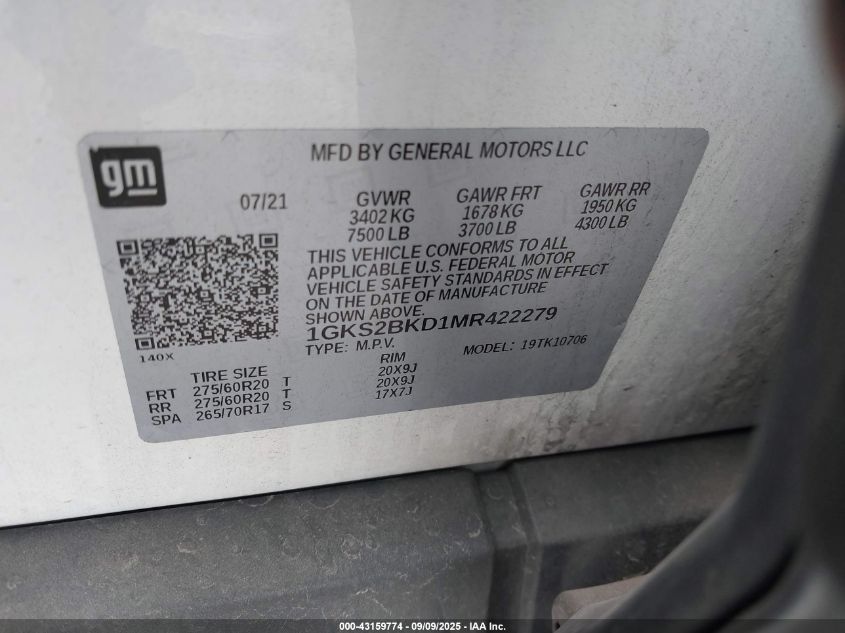 gm
MFD BY GENERAL MOTORS LLC
07/21
GVWR
3402 KG
7500 LB
GAWR FRT
1678 KG
3700 LB
GAWR RR
1950 KG
4300 LB
THIS VEHICLE CONFORMS TO ALL
APPLICABLE U.S. FEDERAL MOTOR
VEHICLE SAFETY STANDARDS IN EFFECT
ON THE DATE OF MANUFACTURE
SHOWN ABOVE.
1GKS2BKD1MR422279
TYPE: M.P.V. MODEL: 19TK10706
140X
TIRE SIZE RIM
FRT 275/60R20 T 20X9J
RR 275/60R20 T 20X9J
SPA 265/70R17 S 17X7J
000-43159774 - 09/09/2025 - IAA Inc.